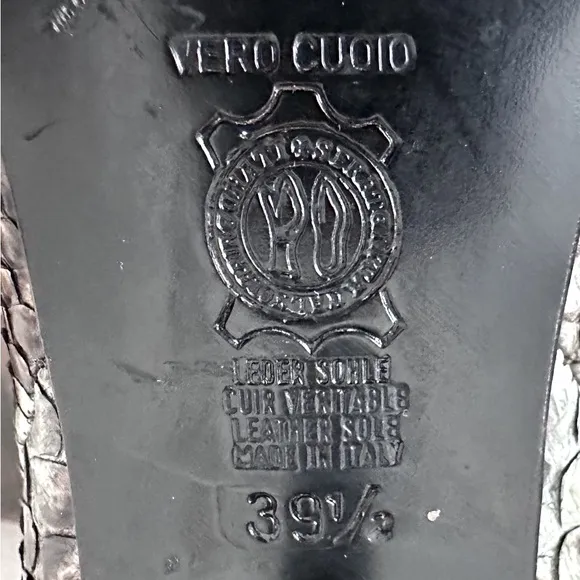 VERO CUOIO
LEDER SOHLE
CUIR VERITABLE
LEATHER SOLE
MADE IN ITALY
39½